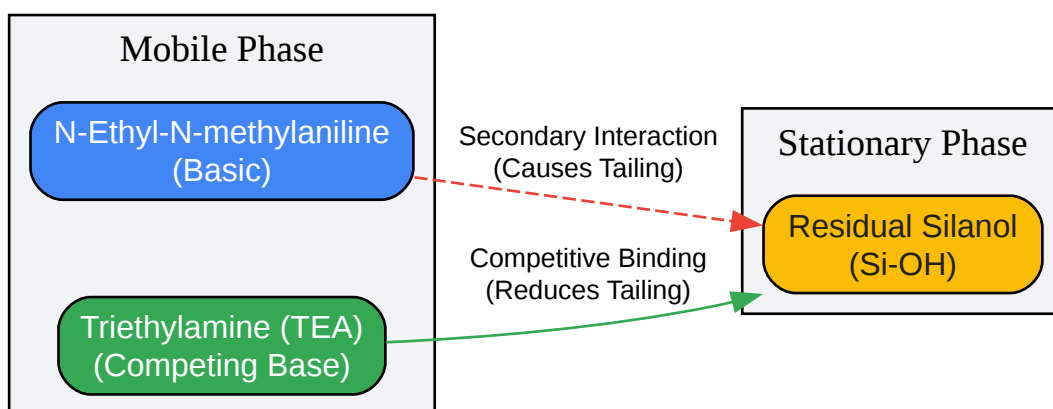 Mobile Phase
N-Ethyl-N-methylaniline
(Basic)
Secondary Interaction
(Causes Tailing)
Stationary Phase
Residual Silanol
(Si-OH)
Competitive Binding
(Reduces Tailing)
Triethylamine (TEA)
(Competing Base)